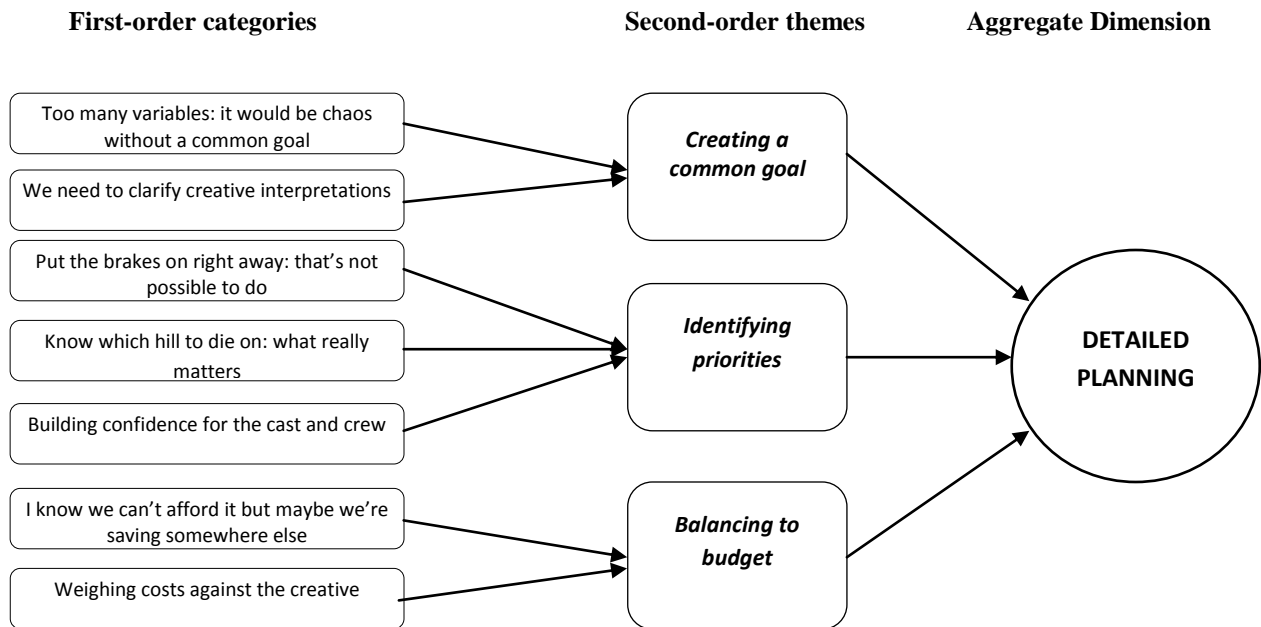 First-order categories
Second-order themes
Aggregate Dimension
Too many variables: it would be chaos
without a common goal
We need to clarify creative interpretations
Put the brakes on right away: that’s not
possible to do
Know which hill to die on: what really
matters
Building confidence for the cast and crew
I know we can’t afford it but maybe we’re
saving somewhere else
Weighing costs against the creative
Creating a
common goal
Identifying
priorities
Balancing to
budget
DETAILED
PLANNING